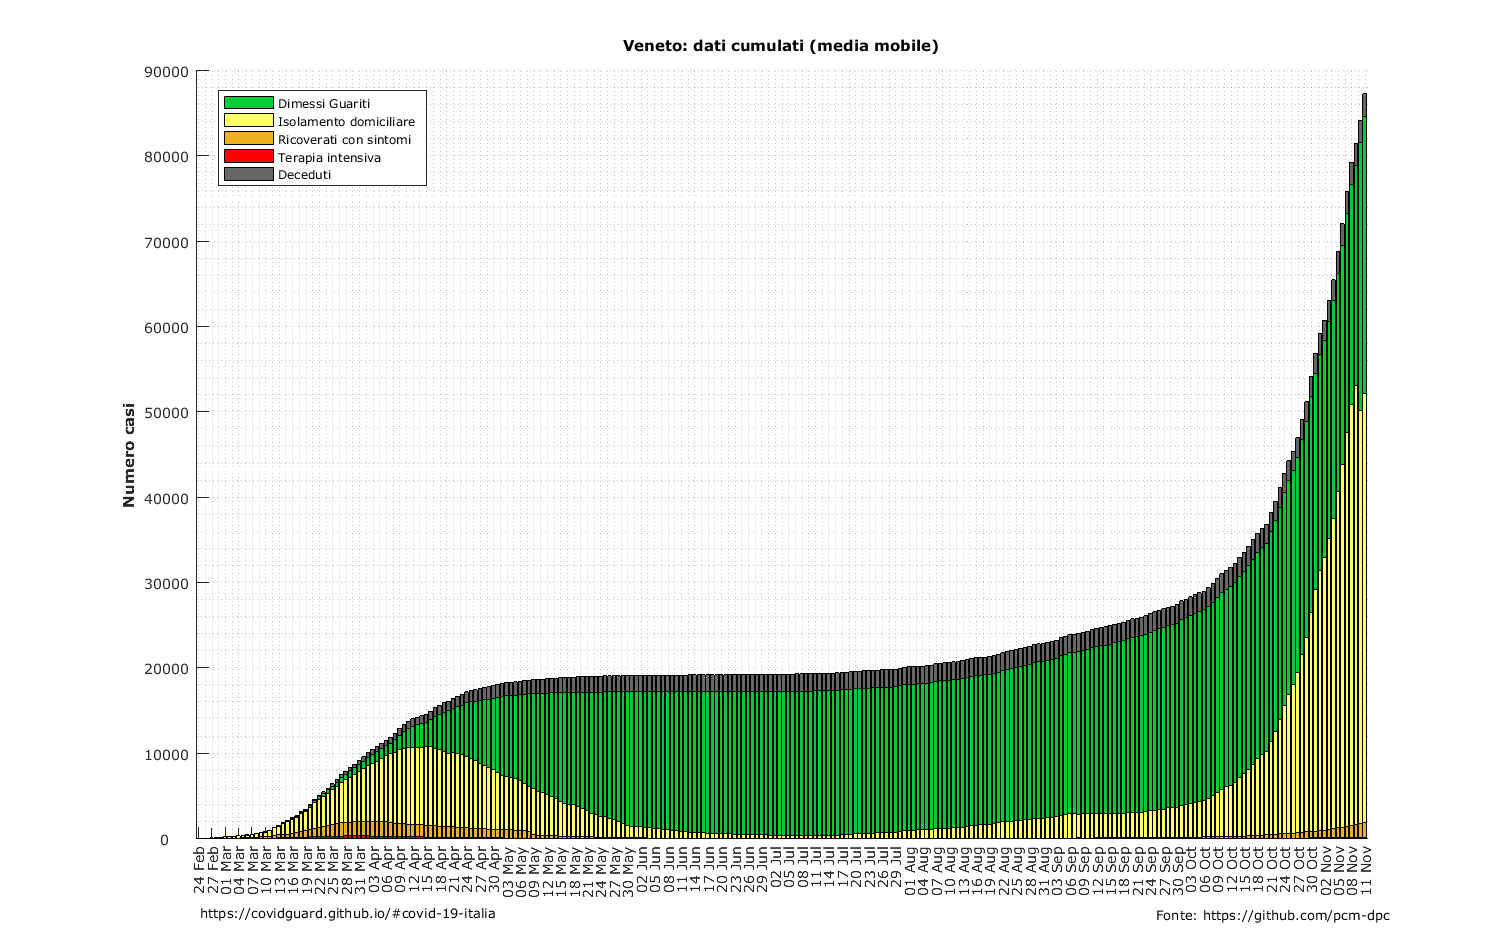 Veneto: dati cumulati (media mobile)
90000
80000
70000
60000
50000
40000
30000
20000
10000
0
Numero casi
Dimessi Guariti
Isolamento domiciliare
Ricoverati con sintomi
Terapia intensiva
Deceduti
24 Feb
27 Feb
01 Mar
04 Mar
07 Mar
10 Mar
13 Mar
16 Mar
19 Mar
22 Mar
25 Mar
28 Mar
31 Mar
03 Apr
06 Apr
09 Apr
12 Apr
15 Apr
18 Apr
21 Apr
24 Apr
27 Apr
30 Apr
03 May
06 May
09 May
12 May
15 May
18 May
21 May
24 May
27 May
30 May
02 Jun
05 Jun
08 Jun
11 Jun
14 Jun
17 Jun
20 Jun
23 Jun
26 Jun
29 Jun
02 Jul
05 Jul
08 Jul
11 Jul
14 Jul
17 Jul
20 Jul
23 Jul
26 Jul
29 Jul
01 Aug
04 Aug
07 Aug
10 Aug
13 Aug
16 Aug
19 Aug
22 Aug
25 Aug
28 Aug
31 Aug
03 Sep
06 Sep
09 Sep
12 Sep
15 Sep
18 Sep
21 Sep
24 Sep
27 Sep
30 Sep
03 Oct
06 Oct
09 Oct
12 Oct
15 Oct
18 Oct
21 Oct
24 Oct
27 Oct
30 Oct
02 Nov
05 Nov
08 Nov
11 Nov
https://covidguard.github.io/#covid-19-italia
Fonte: https://github.com/pcm-dpc